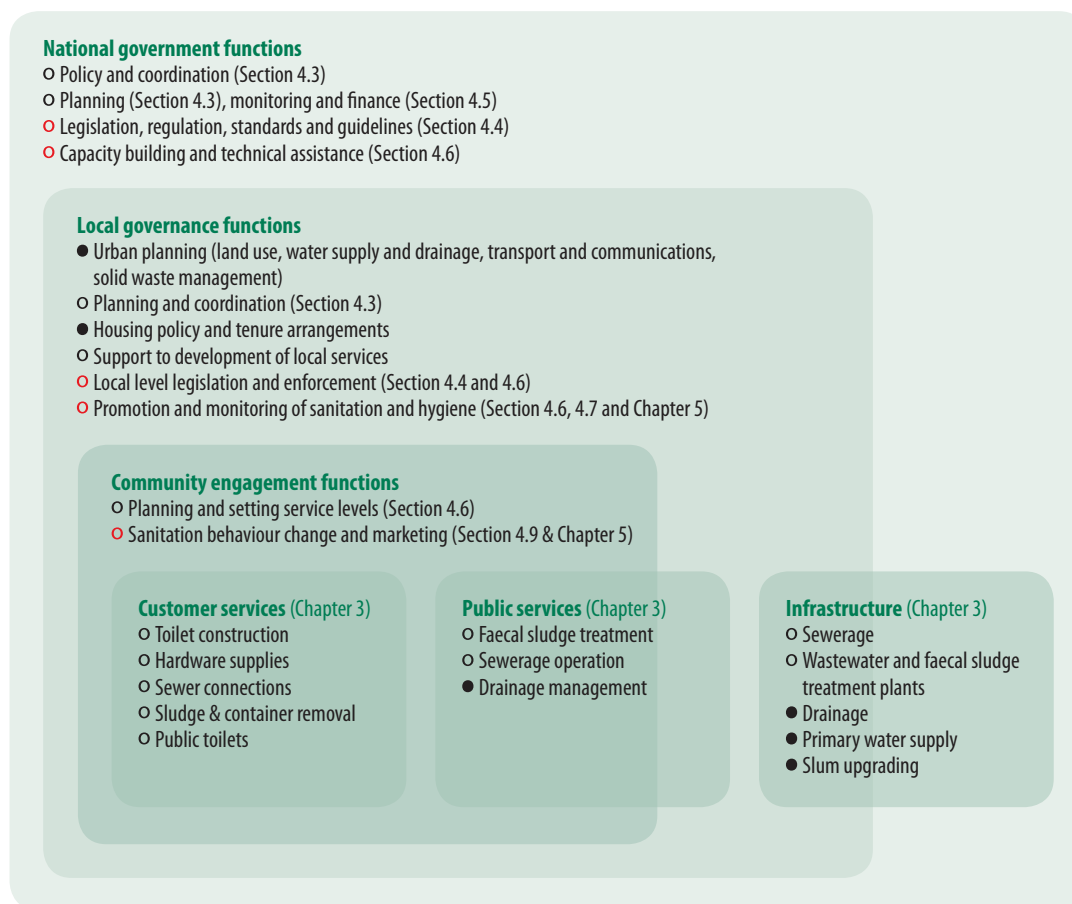 National government functions
o Policy and coordination (Section 4.3)
o Planning (Section 4.3), monitoring and finance (Section 4.5)
o Legislation, regulation, standards and guidelines (Section 4.4)
o Capacity building and technical assistance (Section 4.6)
Local governance functions
● Urban planning (land use, water supply and drainage, transport and communications,
solid waste management)
o Planning and coordination (Section 4.3)
● Housing policy and tenure arrangements
o Support to development of local services
o Local level legislation and enforcement (Section 4.4 and 4.6)
o Promotion and monitoring of sanitation and hygiene (Section 4.6, 4.7 and Chapter 5)
Community engagement functions
o Planning and setting service levels (Section 4.6)
o Sanitation behaviour change and marketing (Section 4.9 & Chapter 5)
Customer services (Chapter 3)
o Toilet construction
o Hardware supplies
o Sewer connections
o Sludge & container removal
o Public toilets
Public services (Chapter 3)
o Faecal sludge treatment
o Sewerage operation
● Drainage management
Infrastructure (Chapter 3)
o Sewerage
o Wastewater and faecal sludge
treatment plants
● Drainage
● Primary water supply
● Slum upgrading